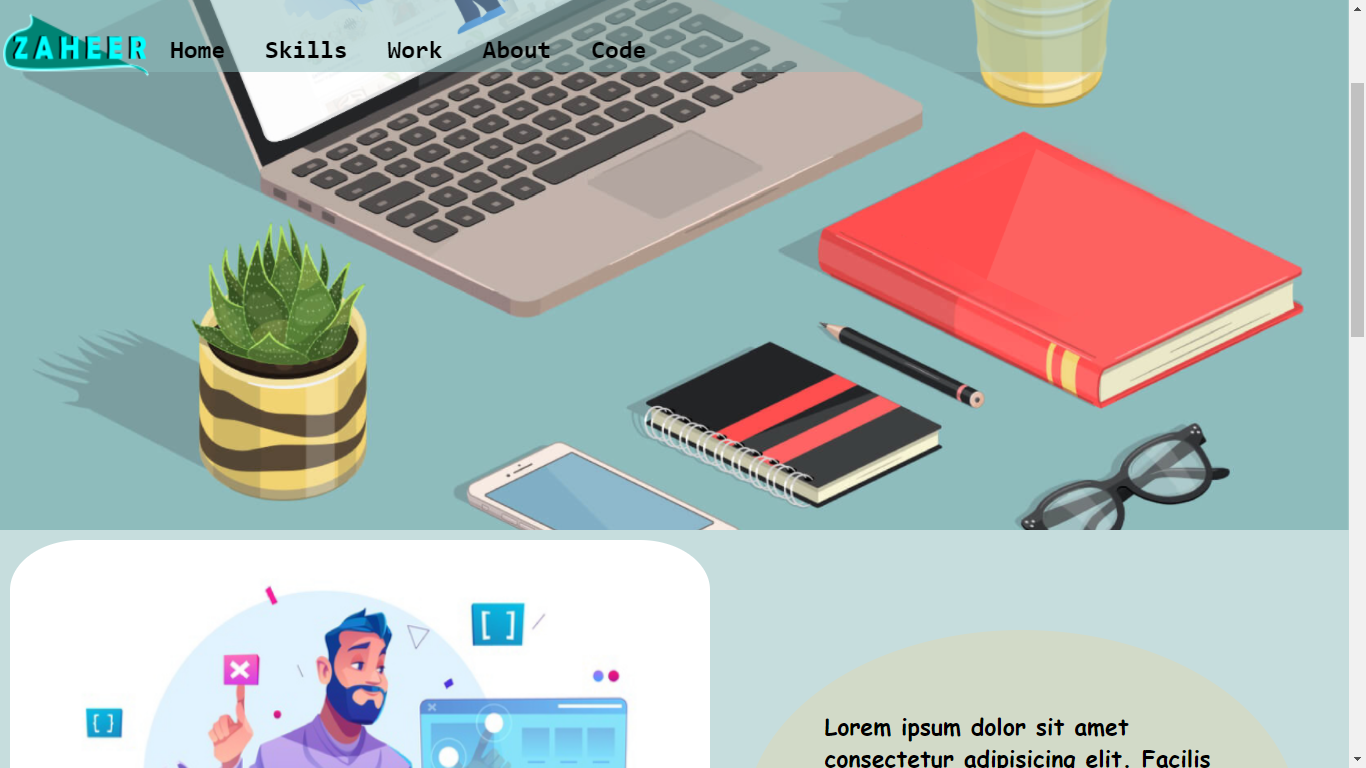 ZAHEER
Home Skills Work About Code
[ ]
{ }
Lorem ipsum dolor sit amet
consectetur adipisicing elit. Facilis